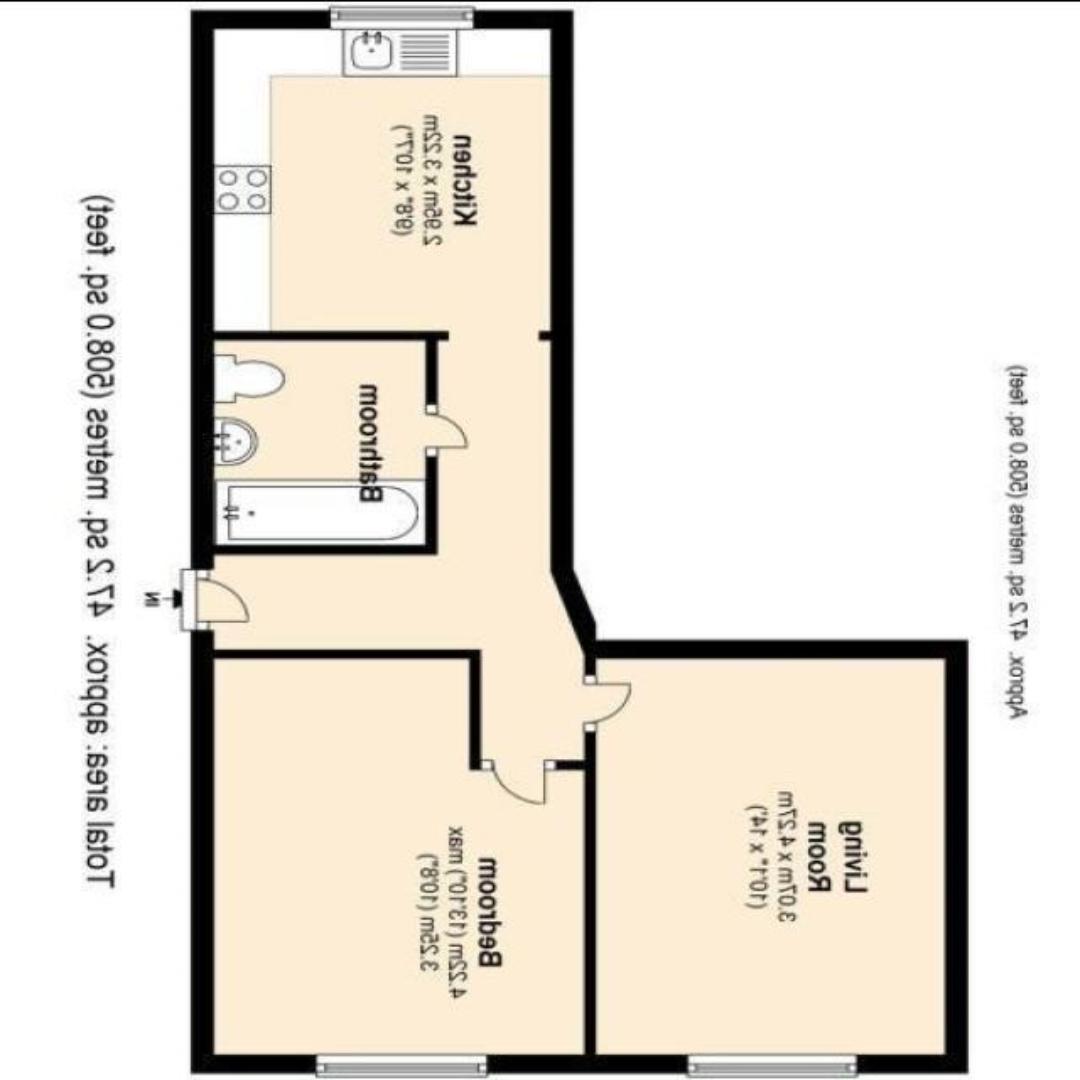 Approx. 47.2 sq. metres (508.0 sq. feet)
Kitchen
2.95m x 3.22m
(9'8" x 10'7")
Bathroom
IN
Living
Room
3.07m x 4.27m
(10'1" x 14')
Bedroom
4.22m (13'10") max
3.25m (10'8")
Total area: approx. 47.2 sq. metres (508.0 sq. feet)